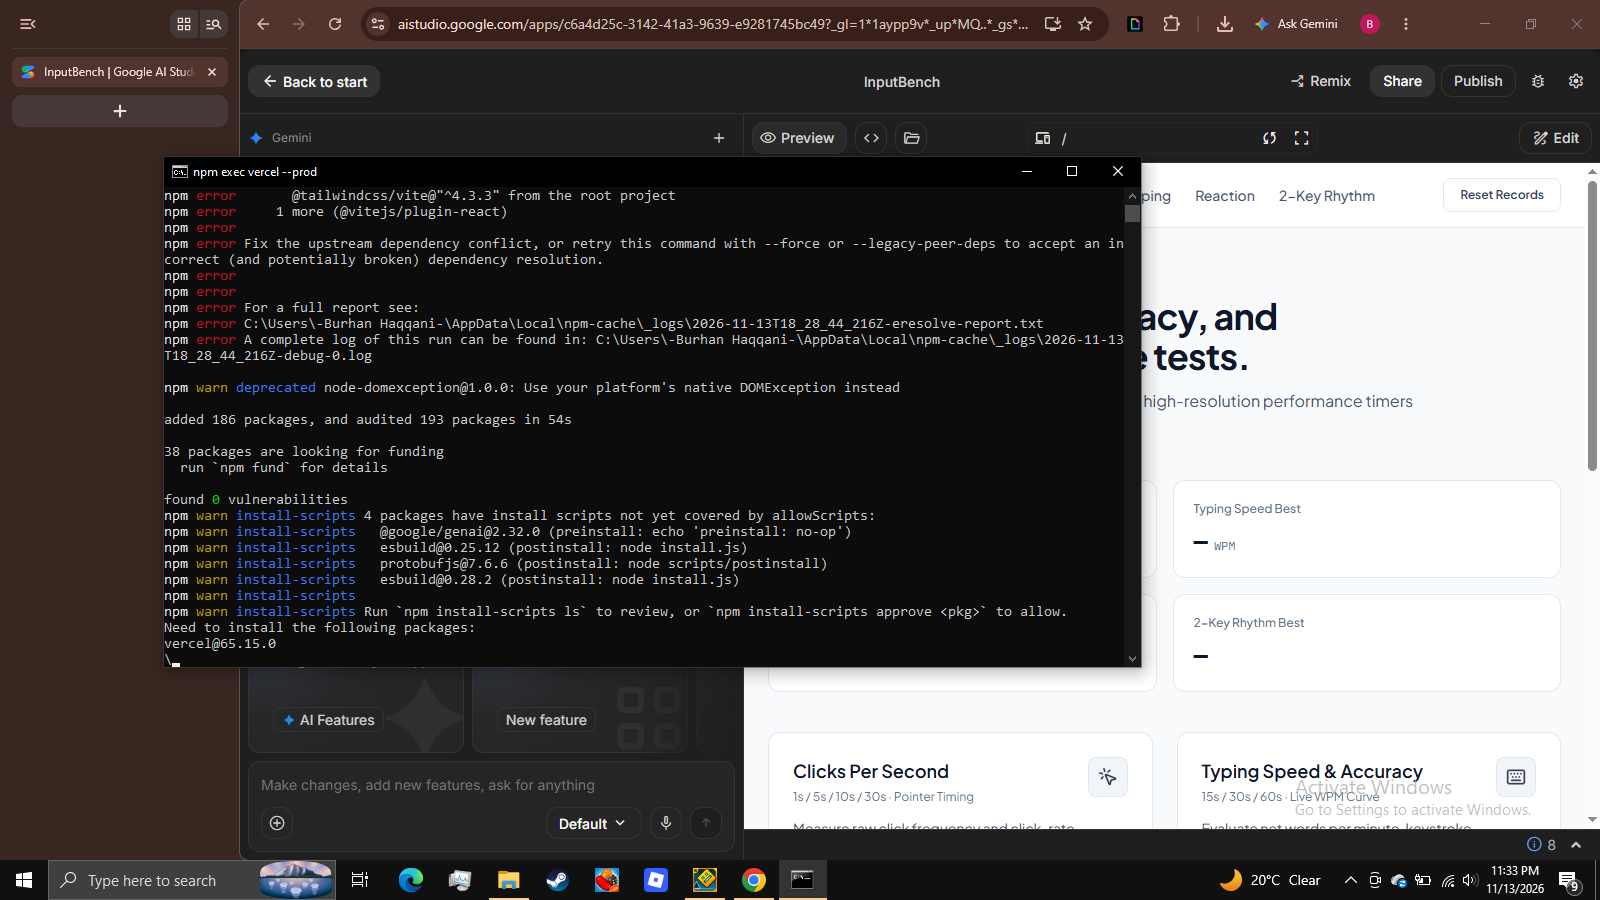 InputBench | Google AI Stud
aistudio.google.com/apps/c6a4d25c-3142-41a3-9639-e9281745bc49?_gl=1*1aypp9v*_up*MQ..*_gs*...
Ask Gemini
B
Back to start
InputBench
Remix
Share
Publish
Gemini
Preview
/
Edit
npm exec vercel --prod
npm error      @tailwindcss/vite@"^4.3.3" from the root project
npm error    1 more (@vitejs/plugin-react)
npm error
npm error Fix the upstream dependency conflict, or retry this command with --force or --legacy-peer-deps to accept an in
correct (and potentially broken) dependency resolution.
npm error
npm error
npm error For a full report see:
npm error C:\Users\-Burhan Haqqani-\AppData\Local\npm-cache\_logs\2026-11-13T18_28_44_216Z-eresolve-report.txt
npm error A complete log of this run can be found in: C:\Users\-Burhan Haqqani-\AppData\Local\npm-cache\_logs\2026-11-13
T18_28_44_216Z-debug-0.log
npm warn deprecated node-domexception@1.0.0: Use your platform's native DOMException instead
added 186 packages, and audited 193 packages in 54s
38 packages are looking for funding
run `npm fund` for details
found 0 vulnerabilities
npm warn install-scripts 4 packages have install scripts not yet covered by allowScripts:
npm warn install-scripts   @google/genai@2.32.0 (preinstall: echo 'preinstall: no-op')
npm warn install-scripts   esbuild@0.25.12 (postinstall: node install.js)
npm warn install-scripts   protobufjs@7.6.6 (postinstall: node scripts/postinstall)
npm warn install-scripts   esbuild@0.28.2 (postinstall: node install.js)
npm warn install-scripts
npm warn install-scripts Run `npm install-scripts ls` to review, or `npm install-scripts approve <pkg>` to allow.
Need to install the following packages:
vercel@65.15.0
\
ping
Reaction
2-Key Rhythm
Reset Records
acy, and
e tests.
high-resolution performance timers
Typing Speed Best
— WPM
2-Key Rhythm Best
—
Clicks Per Second
1s / 5s / 10s / 30s · Pointer Timing
Measure raw click frequency and click-rate
Typing Speed & Accuracy
15s / 30s / 60s · Live WPM Curve
Evaluate net words per minute, keystroke
Activate Windows
Go to Settings to activate Windows.
AI Features
New feature
Make changes, add new features, ask for anything
Default
8
Type here to search
20°C Clear
11:33 PM
11/13/2026
9